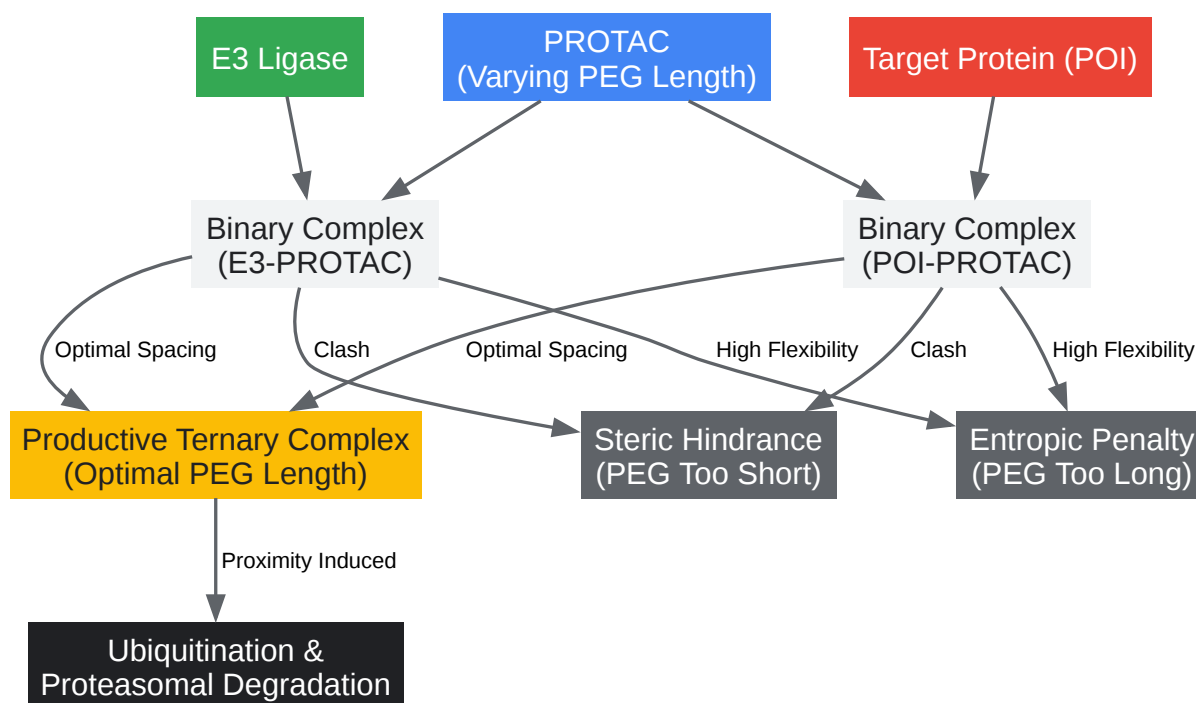 E3 Ligase
PROTAC
(Varying PEG Length)
Target Protein (POI)
Binary Complex
(E3-PROTAC)
Binary Complex
(POI-PROTAC)
Optimal Spacing
Clash
Optimal Spacing
High Flexibility
Clash
High Flexibility
Productive Ternary Complex
(Optimal PEG Length)
Steric Hindrance
(PEG Too Short)
Entropic Penalty
(PEG Too Long)
Proximity Induced
Ubiquitination &
Proteasomal Degradation